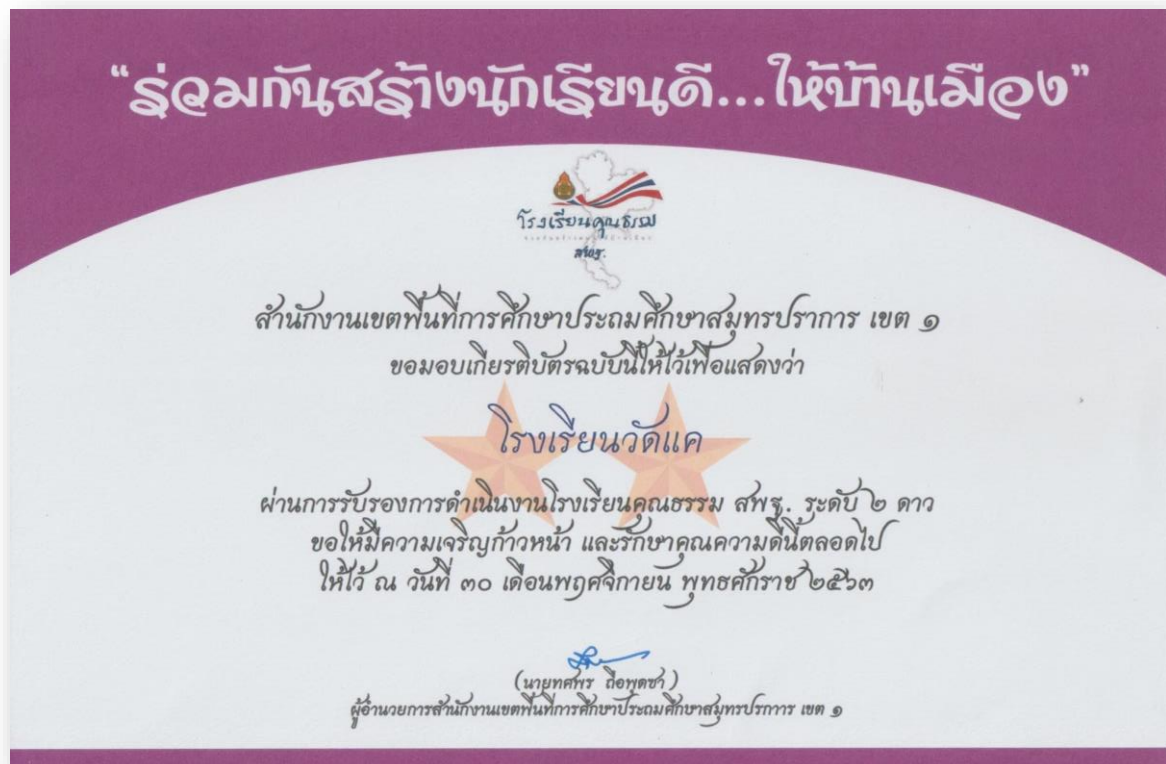 “ร่วมกันสร้างนักเรียนดี...ให้บ้านเมือง”
โรงเรียนคุณธรรม
สพฐ.
สำนักงานเขตพื้นที่การศึกษาประถมศึกษาสมุทรปราการ เขต ๑
ขอมอบเกียรติบัตรฉบับนี้ให้ไว้เพื่อแสดงว่า
โรงเรียนวัดแค
ผ่านการรับรองการดำเนินงานโรงเรียนคุณธรรม สพฐ. ระดับ ๒ ดาว
ขอให้มีความเจริญก้าวหน้า และรักษาคุณความดีนี้ตลอดไป
ให้ไว้ ณ วันที่ ๓๐ เดือนพฤศจิกายน พุทธศักราช ๒๕๖๓
(นายทศพร ถือพุดซา)
ผู้อำนวยการสำนักงานเขตพื้นที่การศึกษาประถมศึกษาสมุทรปรการ เขต ๑